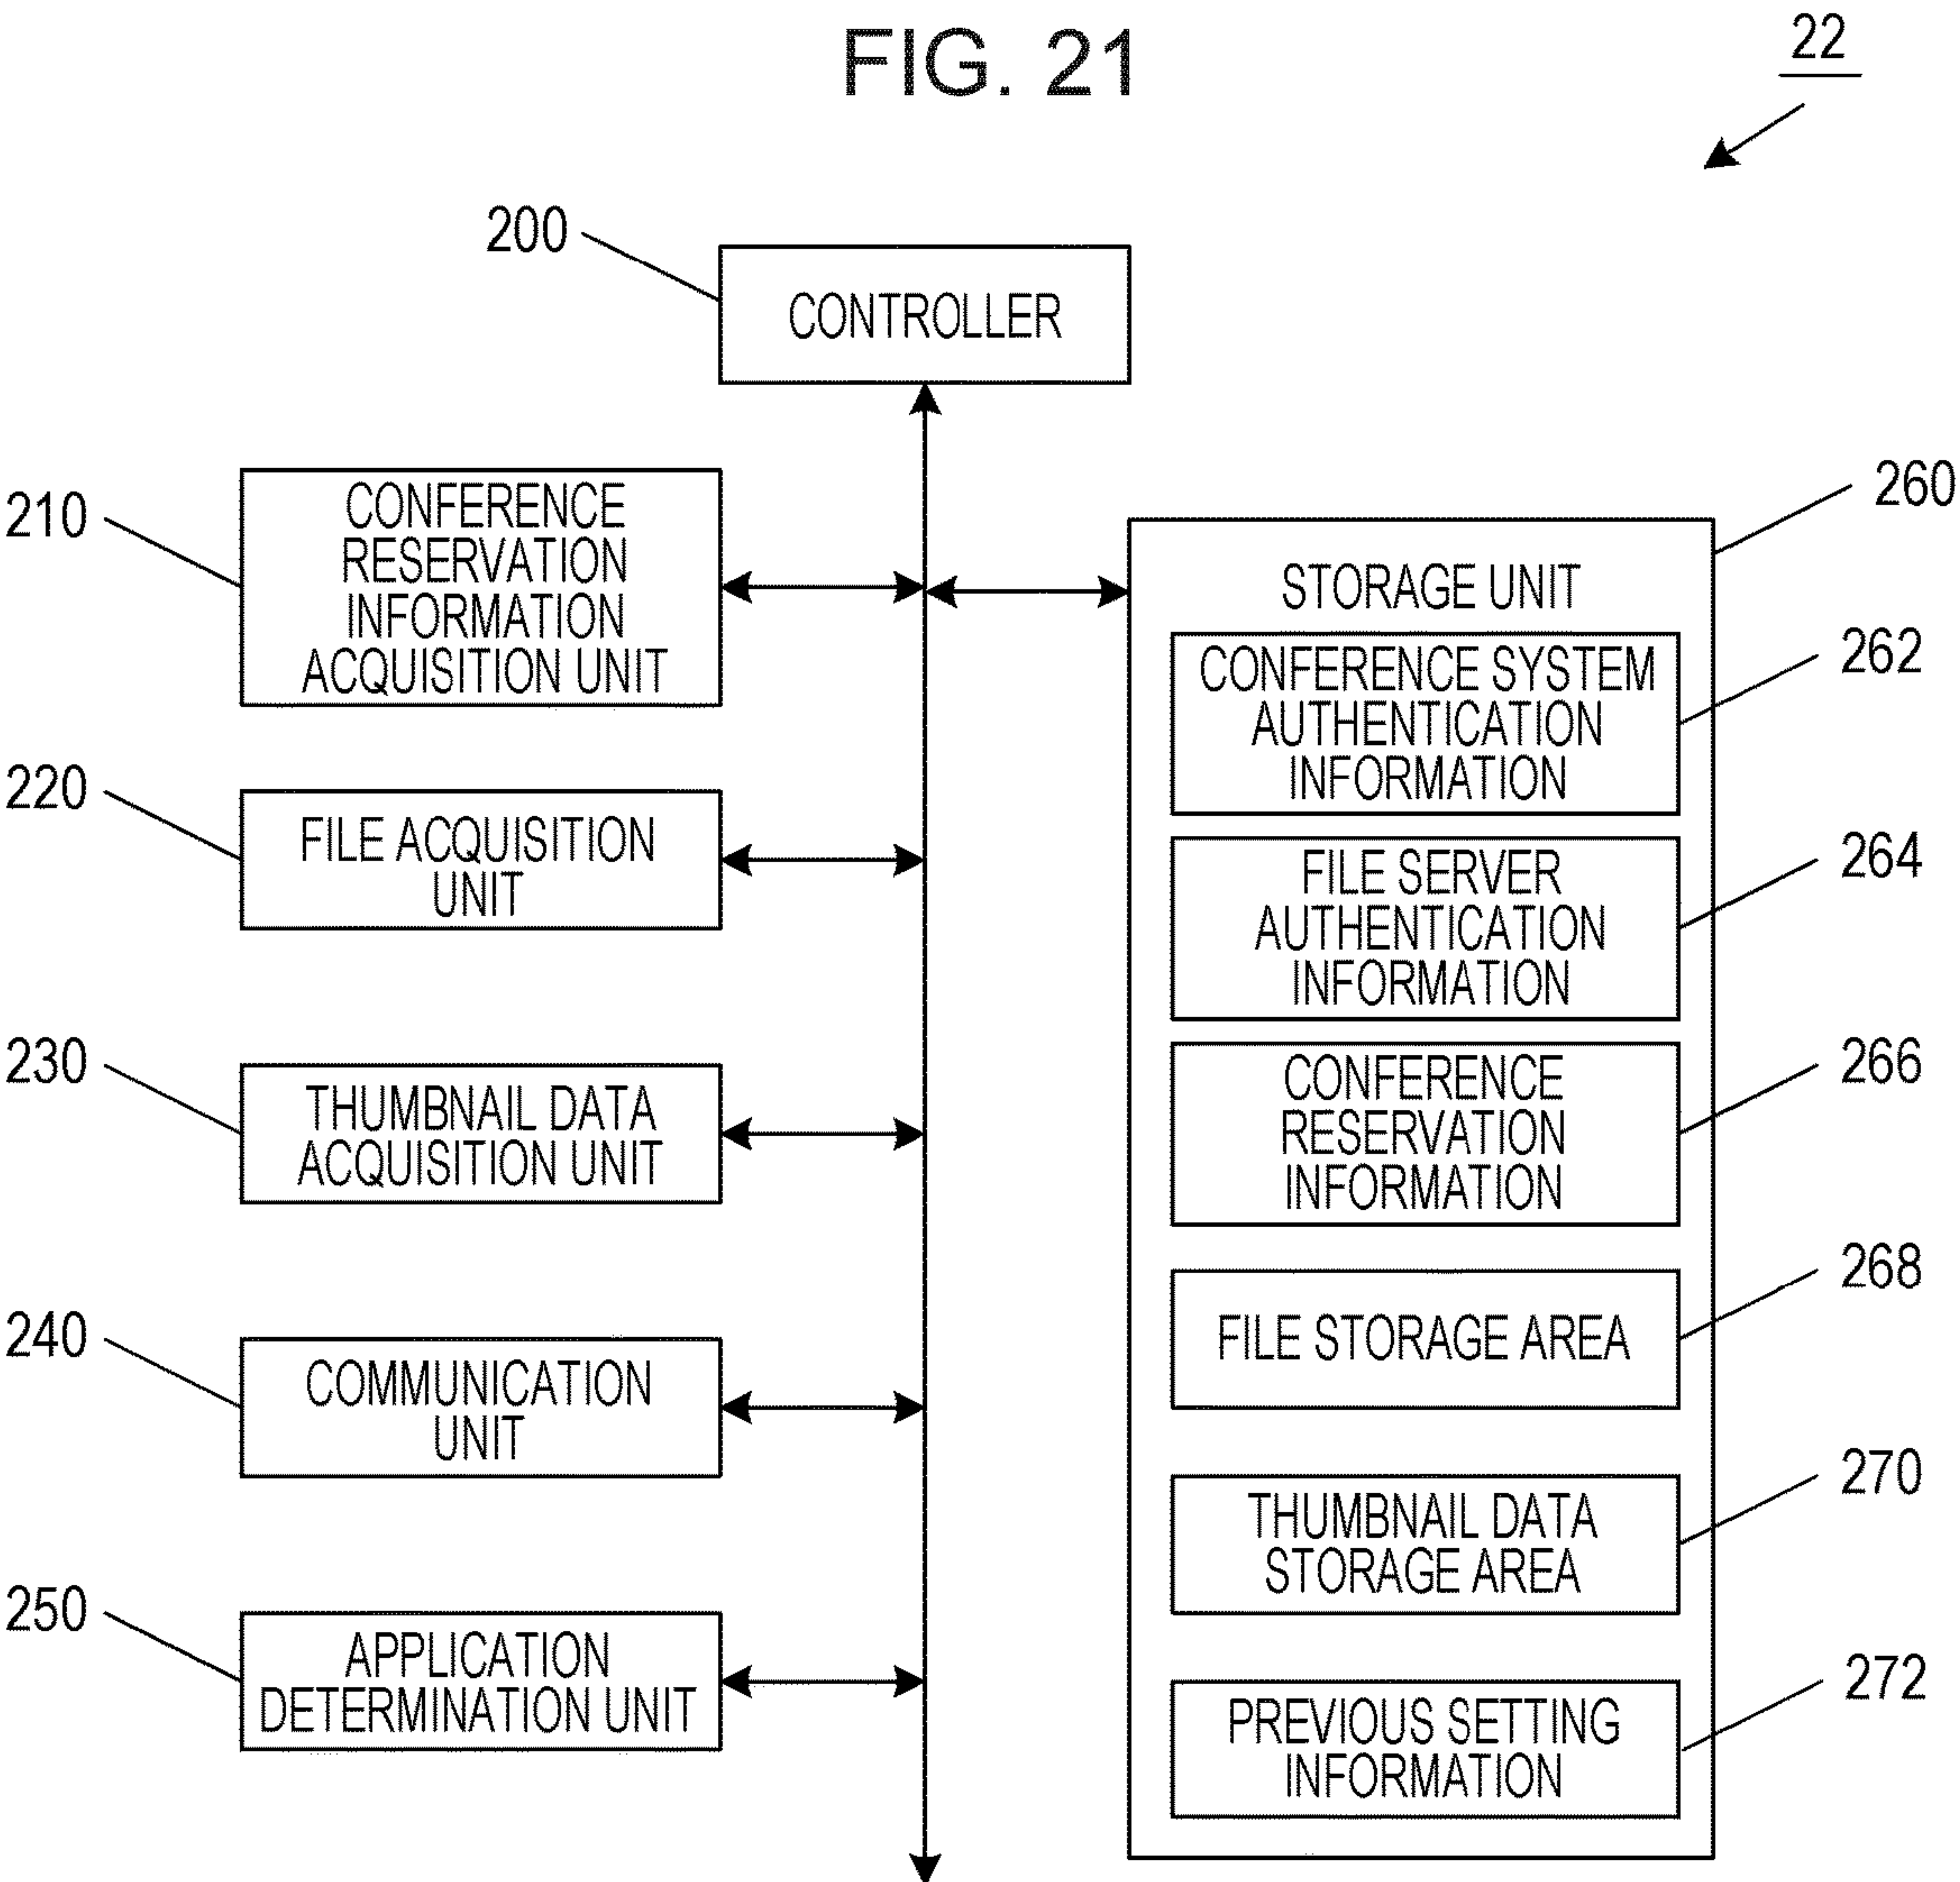 FIG. 21
22
200
CONTROLLER
210
CONFERENCE
RESERVATION
INFORMATION
ACQUISITION UNIT
220
FILE ACQUISITION
UNIT
230
THUMBNAIL DATA
ACQUISITION UNIT
240
COMMUNICATION
UNIT
250
APPLICATION
DETERMINATION UNIT
260
STORAGE UNIT
262
CONFERENCE SYSTEM
AUTHENTICATION
INFORMATION
264
FILE SERVER
AUTHENTICATION
INFORMATION
266
CONFERENCE
RESERVATION
INFORMATION
268
FILE STORAGE AREA
270
THUMBNAIL DATA
STORAGE AREA
272
PREVIOUS SETTING
INFORMATION